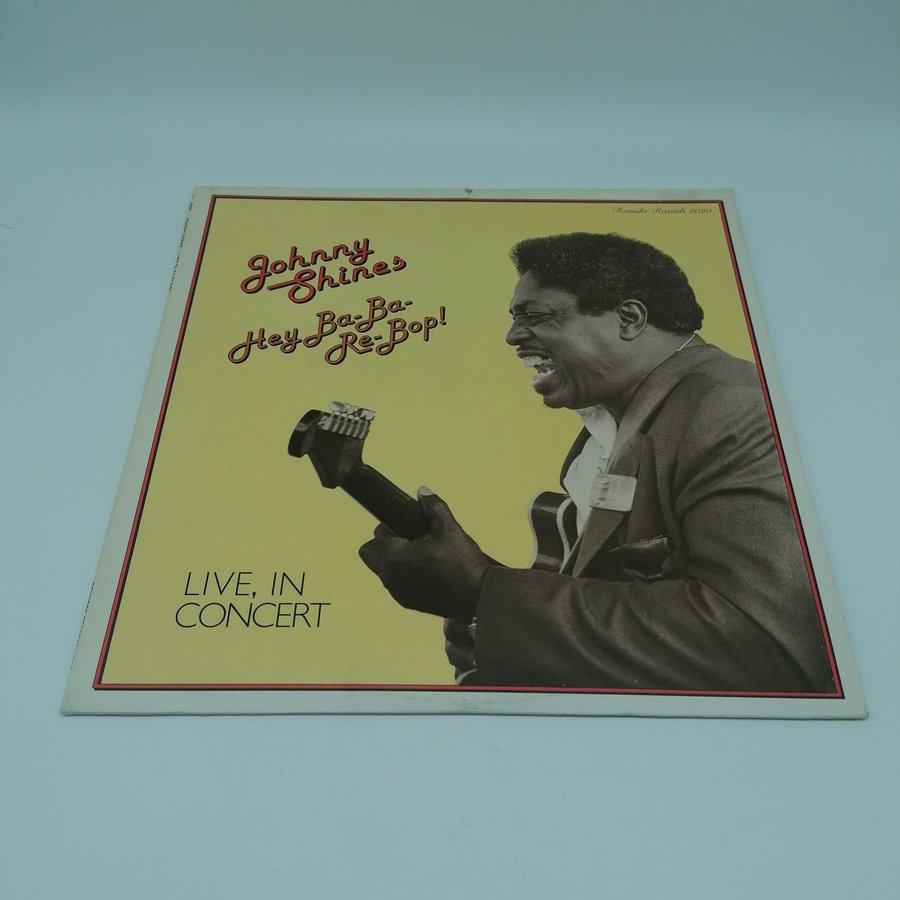 Rounder Records 2020
Johnny
Shines
Hey Ba-Ba-
Re-Bop!
LIVE, IN
CONCERT